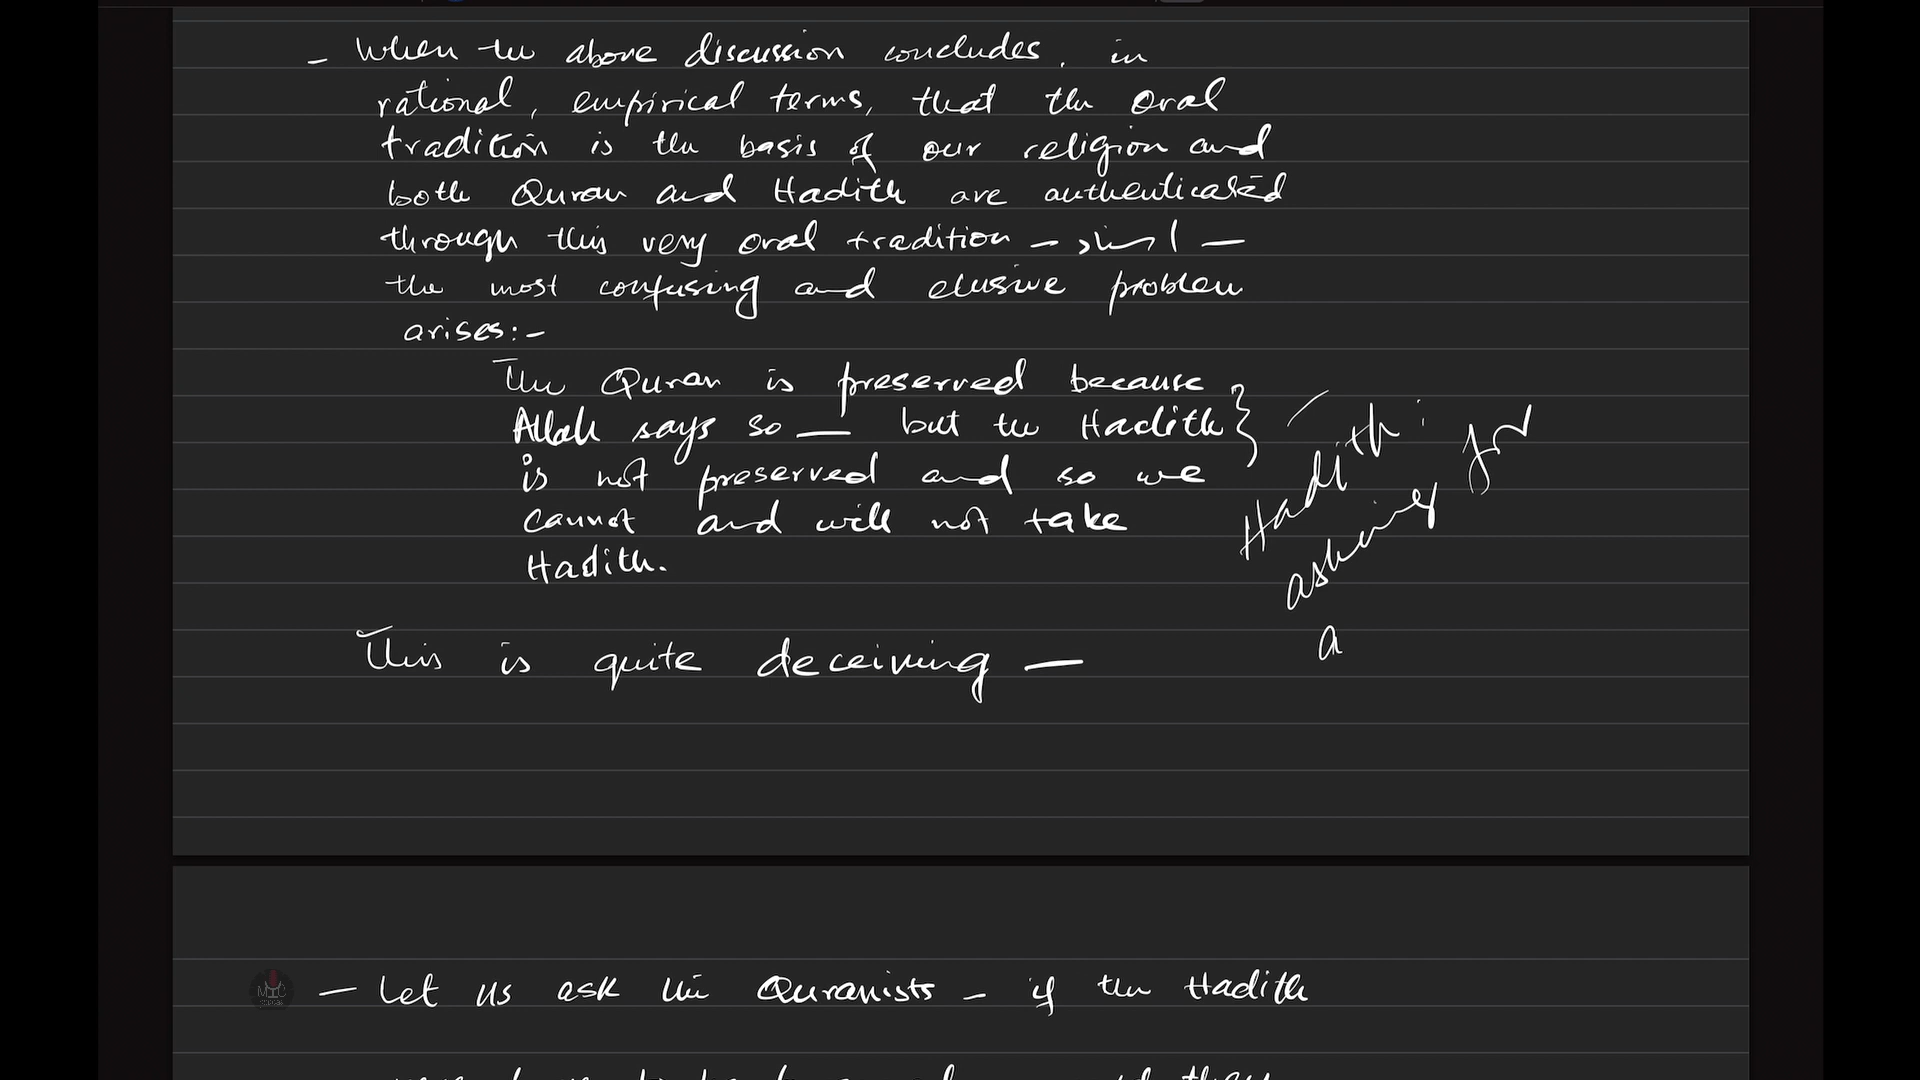 - When the above discussion concludes, in
rational, empirical terms, that the oral
tradition is the basis of our religion and
both Quran and Hadith are authenticated
through this very oral tradition - -
the most confusing and elusive problem
arises:-
The Quran is preserved because
Allah says so - but the Hadith
is not preserved and so we
cannot and will not take
Hadith.
Hadith:
asking for
a
This is quite deceiving -
- Let us ask the Quranists - if the Hadith